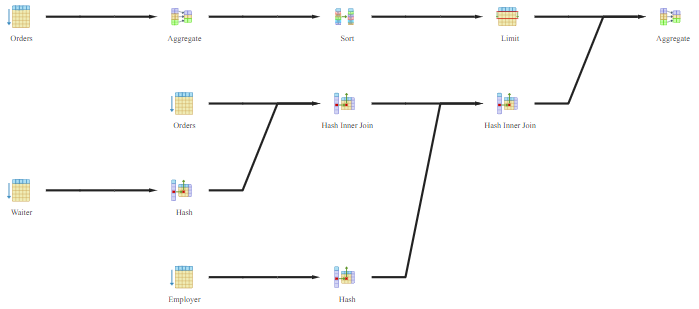 Orders
Aggregate
Sort
Limit
Aggregate
Orders
Hash Inner Join
Hash Inner Join
Waiter
Hash
Employer
Hash